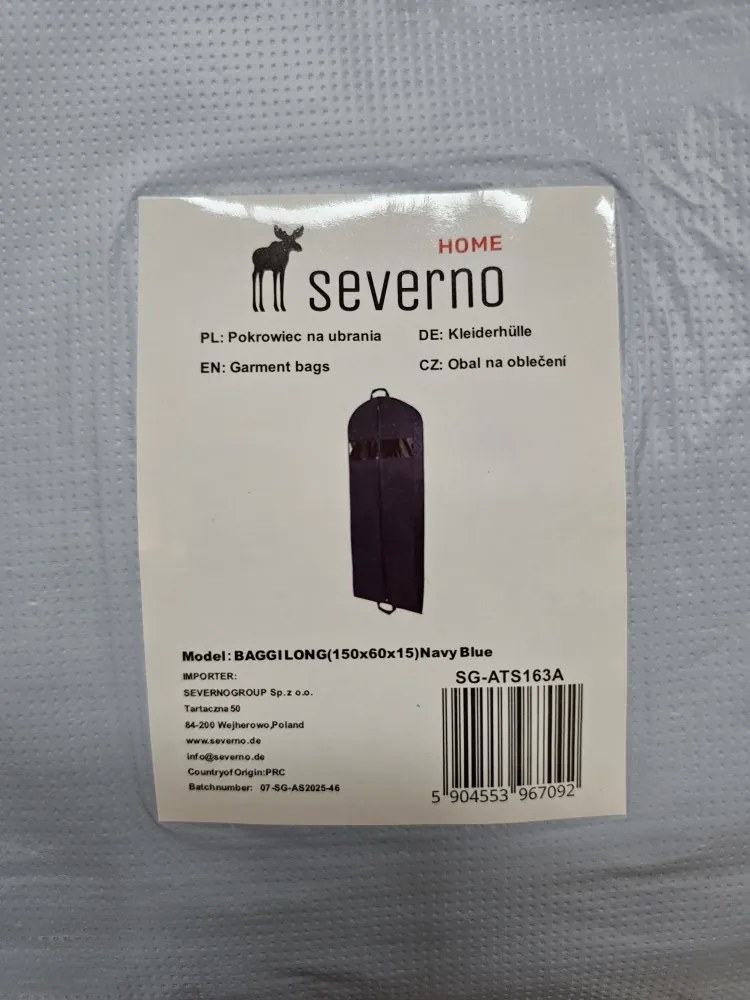 HOME
severno
PL: Pokrowiec na ubrania
DE: Kleiderhülle
EN: Garment bags
CZ: Obal na oblečení
Model: BAGGI LONG(150x60x15)Navy Blue
IMPORTER:
SEVERNOGROUP Sp. z o.o.
Tartaczna 50
84-200 Wejherowo,Poland
www.severno.de
info@severno.de
Countryof Origin:PRC
Batchnumber: 07-SG-AS2025-46
SG-ATS163A
5 904553 967092